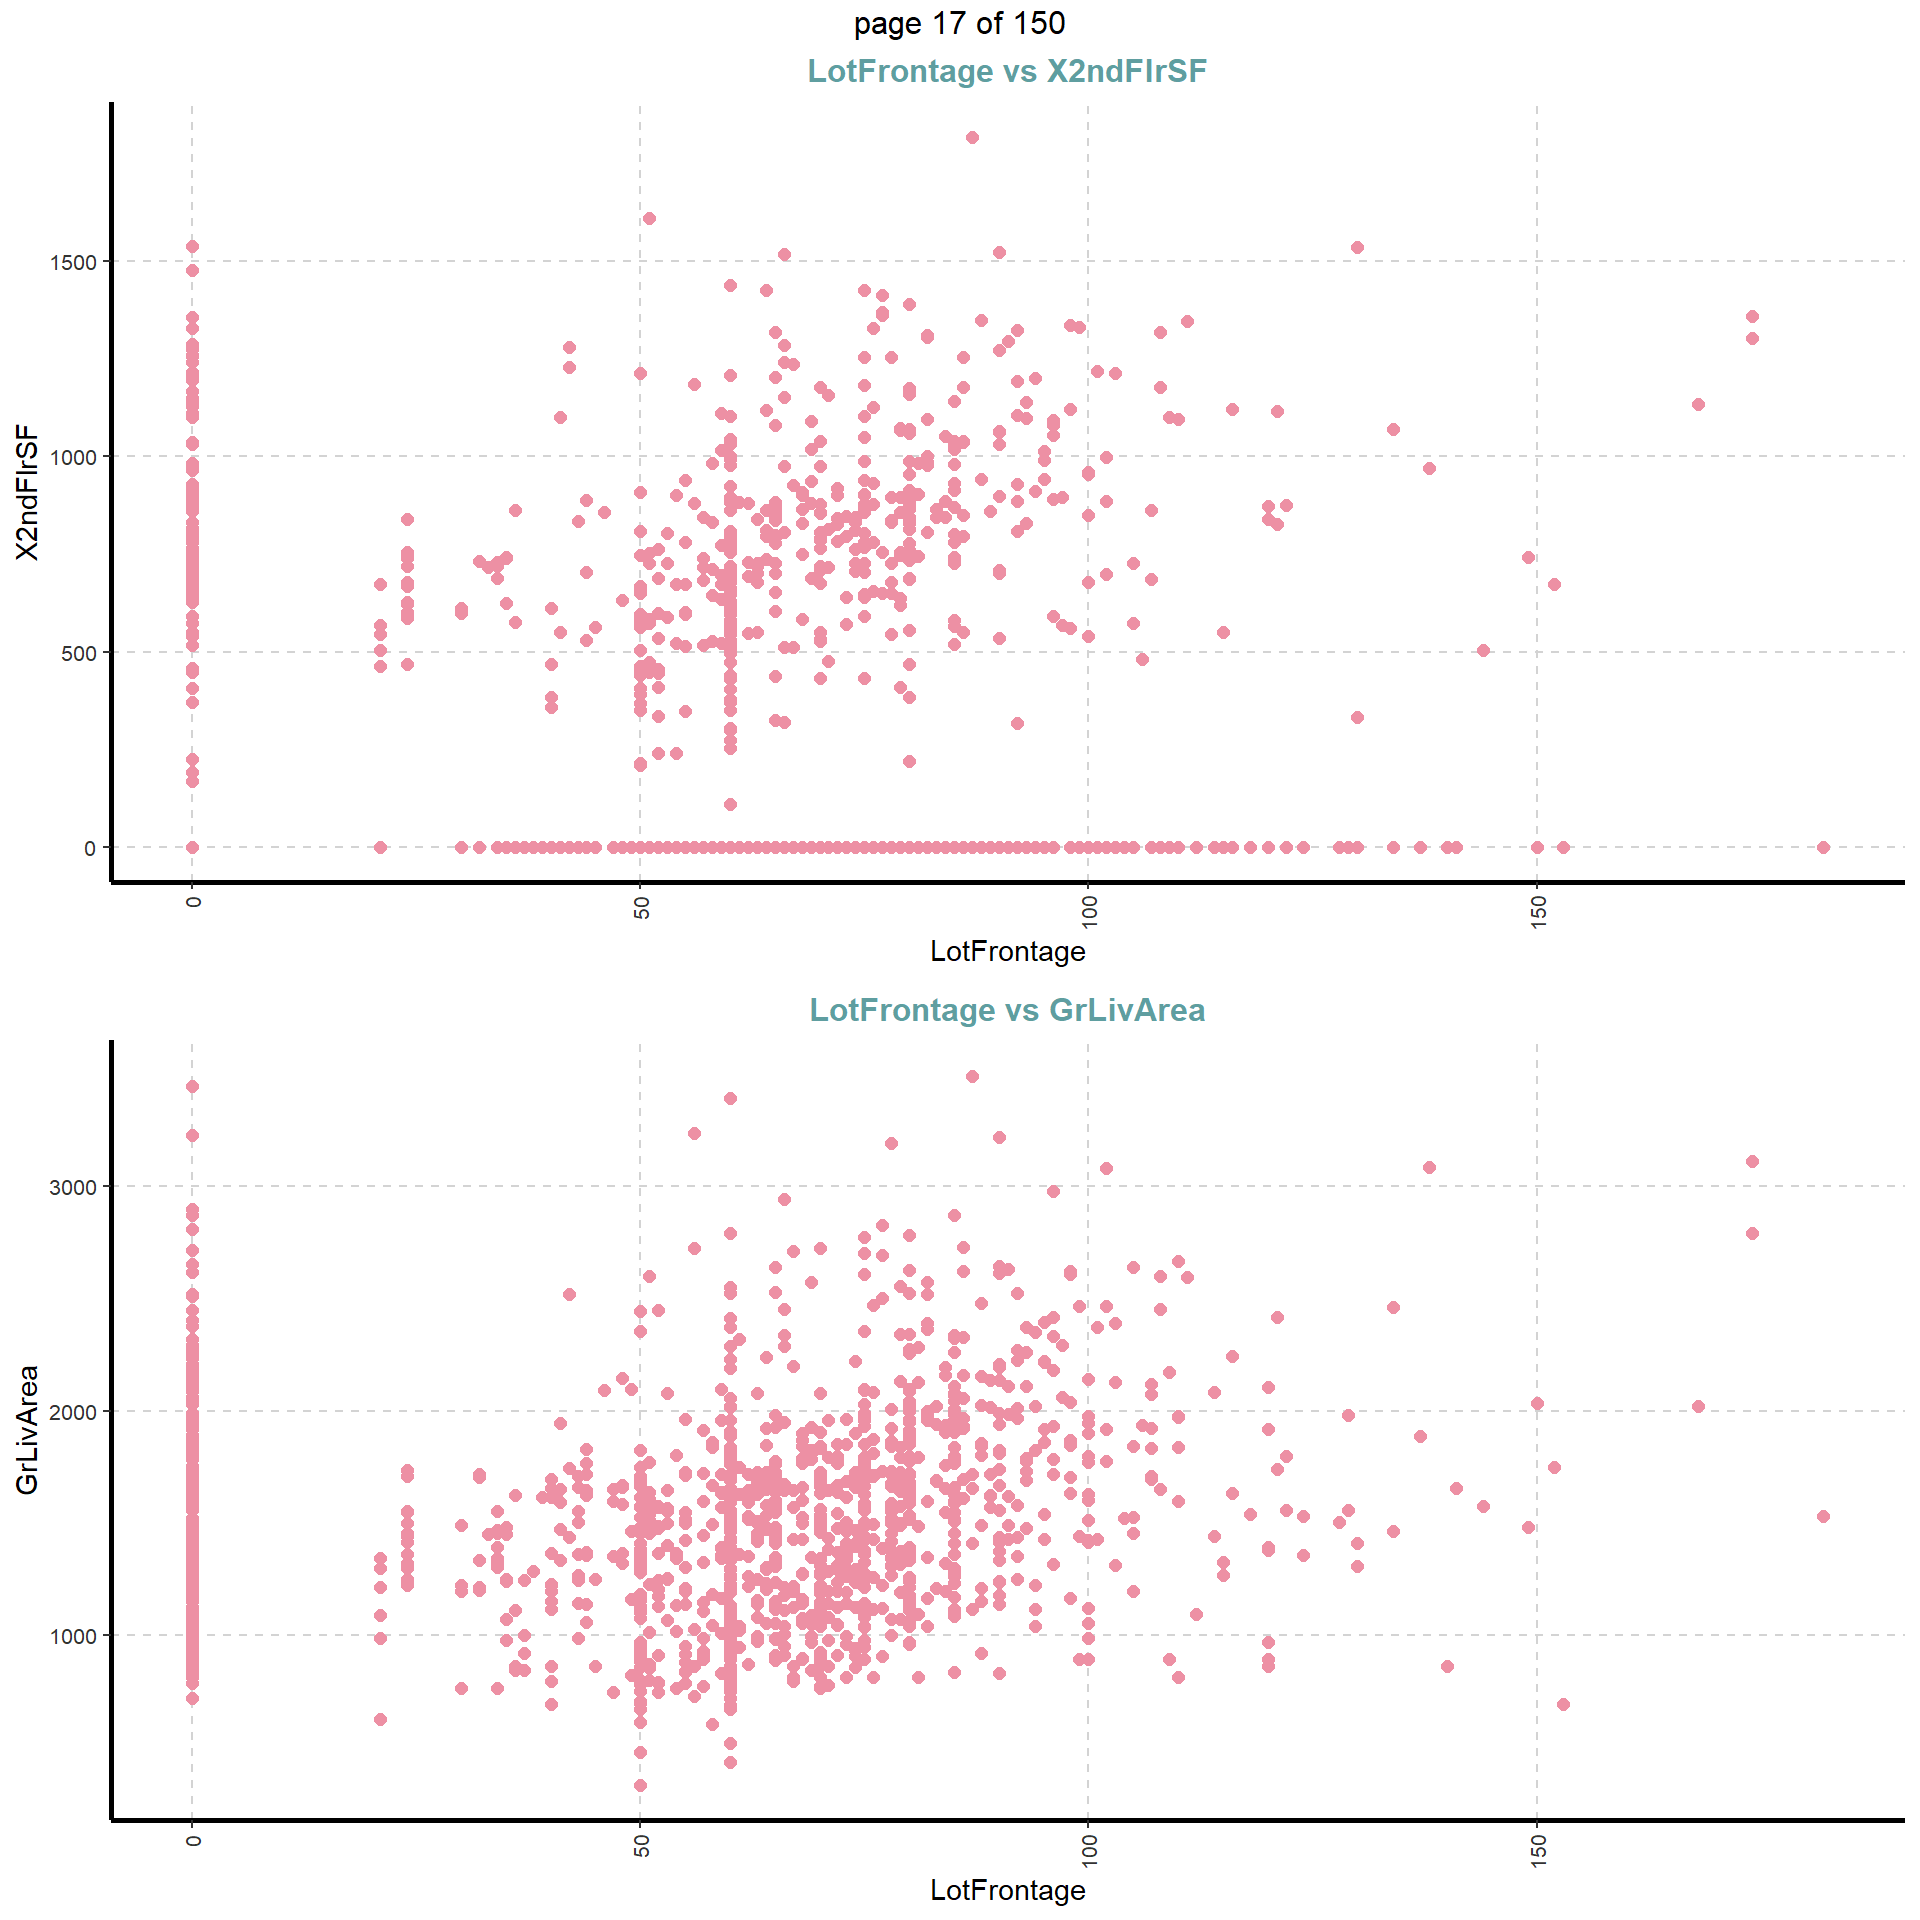 page 17 of 150
LotFrontage vs X2ndFlrSF
X2ndFlrSF
1500
1000
500
0
0
50
100
150
LotFrontage
LotFrontage vs GrLivArea
GrLivArea
3000
2000
1000
0
50
100
150
LotFrontage